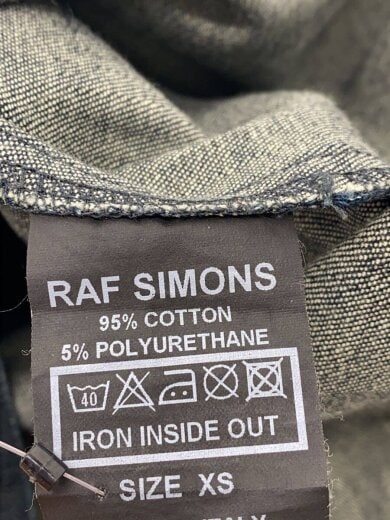 RAF SIMONS
95% COTTON
5% POLYURETHANE
40
IRON INSIDE OUT
SIZE XS